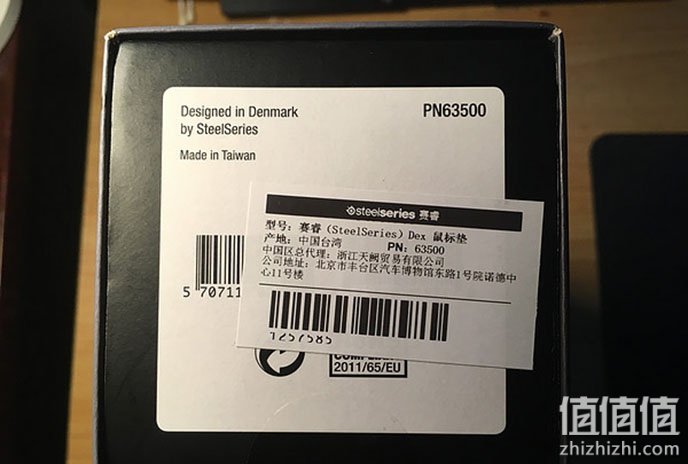 Designed in Denmark
by SteelSeries
PN63500
Made in Taiwan
steelseries 赛睿
型号：赛睿（SteelSeries）Dex 鼠标垫
产地：中国台湾 PN：63500
中国区总代理：浙江天阙贸易有限公司
公司地址：北京市丰台区汽车博物馆东路1号院诺德中
心11号楼
5 70711
1257585
2011/65/EU
值值值
zhizhizhi.com